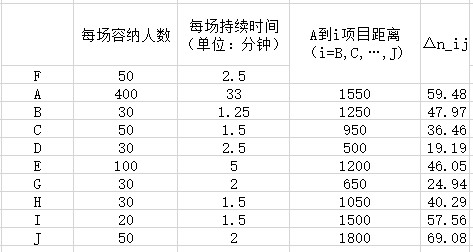 每场容纳人数 每场持续时间（单位：分钟） A到i项目距离（i=B,C,…,J） Δn_ij
F 50 2.5
A 400 33 1550 59.48
B 30 1.25 1250 47.97
C 50 1.5 950 36.46
D 30 2.5 500 19.19
E 100 5 1200 46.05
G 30 2 650 24.94
H 30 1.5 1050 40.29
I 20 1.5 1500 57.56
J 50 2 1800 69.08